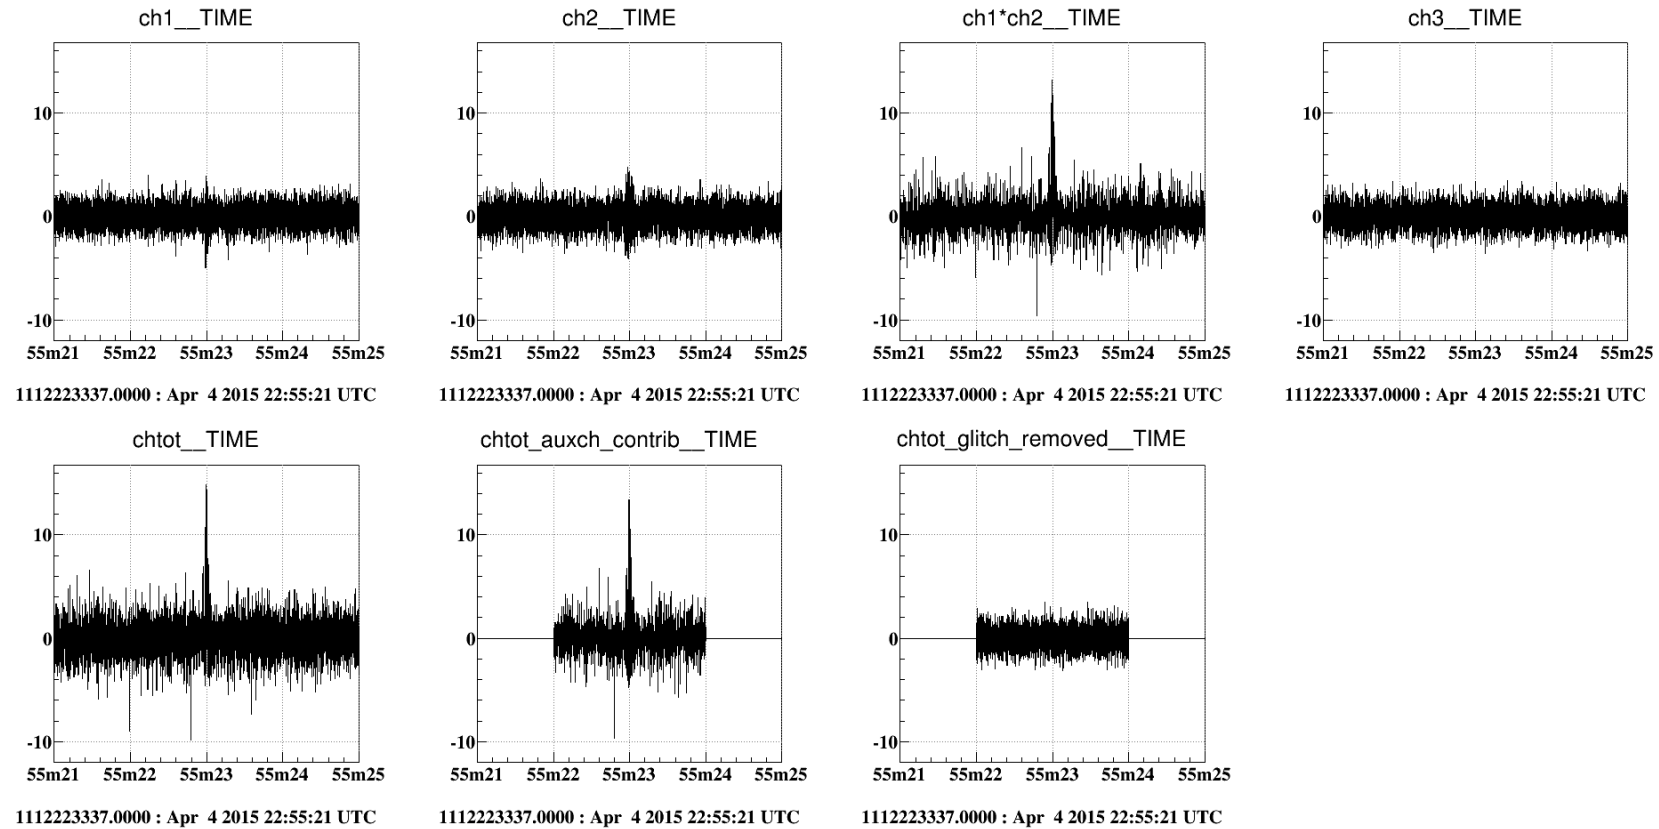 ch1__TIME
ch2__TIME
ch1*ch2__TIME
ch3__TIME
10
0
-10
55m21 55m22 55m23 55m24 55m25
10
0
-10
55m21 55m22 55m23 55m24 55m25
10
0
-10
55m21 55m22 55m23 55m24 55m25
10
0
-10
55m21 55m22 55m23 55m24 55m25
1112223337.0000 : Apr 4 2015 22:55:21 UTC
1112223337.0000 : Apr 4 2015 22:55:21 UTC
1112223337.0000 : Apr 4 2015 22:55:21 UTC
1112223337.0000 : Apr 4 2015 22:55:21 UTC
chtot__TIME
chtot_auxch_contrib__TIME
chtot_glitch_removed__TIME
10
0
-10
55m21 55m22 55m23 55m24 55m25
10
0
-10
55m21 55m22 55m23 55m24 55m25
10
0
-10
55m21 55m22 55m23 55m24 55m25
1112223337.0000 : Apr 4 2015 22:55:21 UTC
1112223337.0000 : Apr 4 2015 22:55:21 UTC
1112223337.0000 : Apr 4 2015 22:55:21 UTC